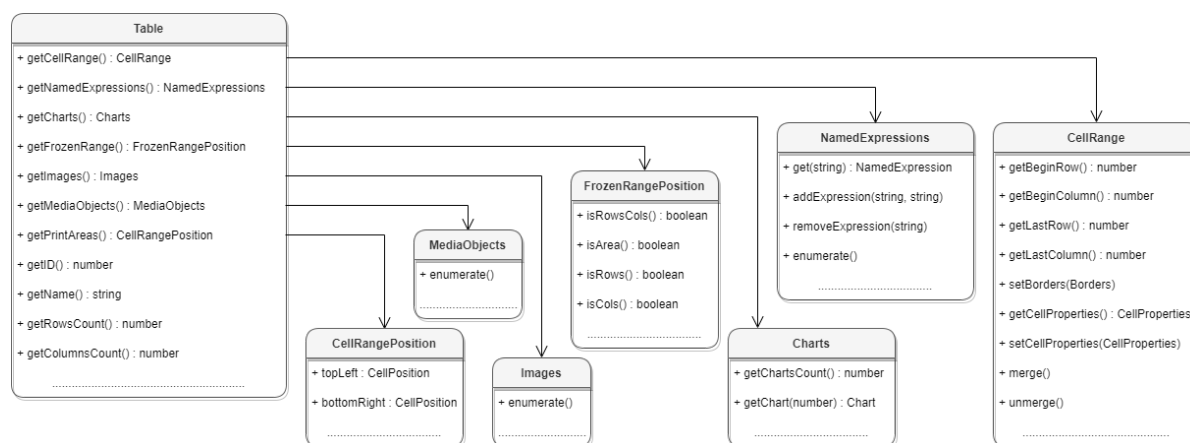 Table
+ getCellRange() : CellRange
+ getNamedExpressions() : NamedExpressions
+ getCharts() : Charts
+ getFrozenRange() : FrozenRangePosition
+ getImages() : Images
+ getMediaObjects() : MediaObjects
+ getPrintAreas() : CellRangePosition
+ getID() : number
+ getName() : string
+ getRowsCount() : number
+ getColumnsCount() : number
CellRangePosition
+ topLeft : CellPosition
+ bottomRight : CellPosition
MediaObjects
+ enumerate()
Images
+ enumerate()
FrozenRangePosition
+ isRowsCols() : boolean
+ isArea() : boolean
+ isRows() : boolean
+ isCols() : boolean
Charts
+ getChartsCount() : number
+ getChart(number) : Chart
NamedExpressions
+ get(string) : NamedExpression
+ addExpression(string, string)
+ removeExpression(string)
+ enumerate()
CellRange
+ getBeginRow() : number
+ getBeginColumn() : number
+ getLastRow() : number
+ getLastColumn() : number
+ setBorders(Borders)
+ getCellProperties() : CellProperties
+ setCellProperties(CellProperties)
+ merge()
+ unmerge()